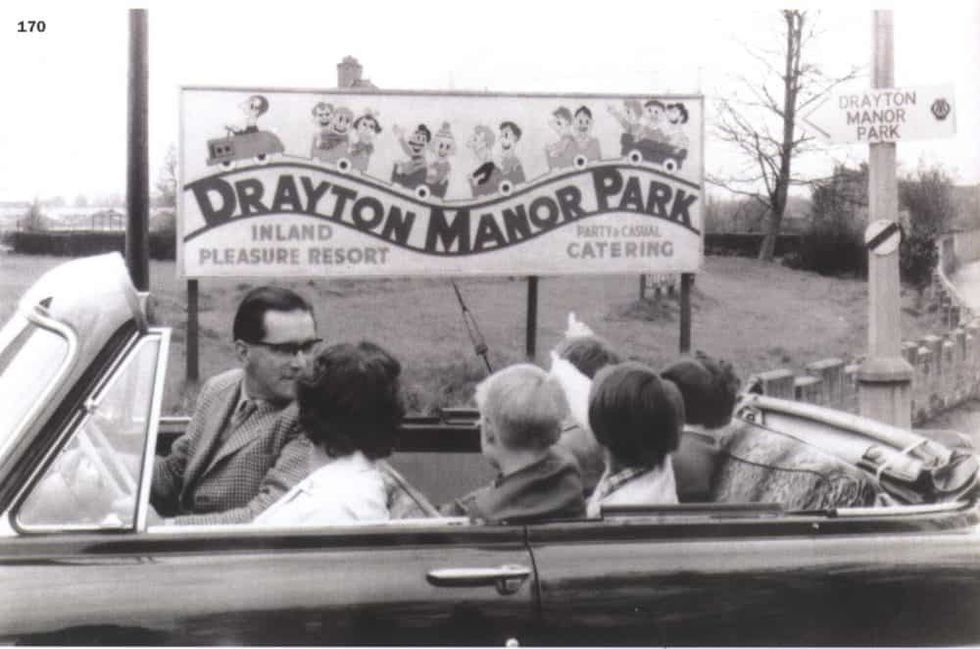 170
DRAYTON MANOR PARK
INLAND
PLEASURE RESORT
PARTY & CASUAL
CATERING
DRAYTON
MANOR
PARK